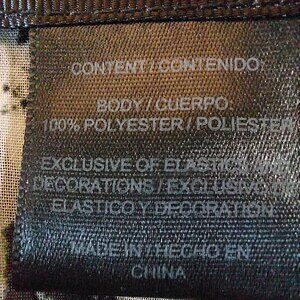 CONTENT / CONTENIDO:
BODY / CUERPO:
100% POLYESTER / POLIESTER
EXCLUSIVE OF ELASTIC
DECORATIONS / EXCLUSIVO
ELASTICO Y DECORATION
MADE IN / HECHO EN
CHINA